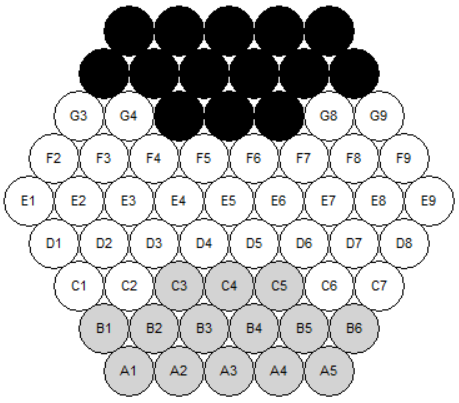 G3 G4 G8 G9
F2 F3 F4 F5 F6 F7 F8 F9
E1 E2 E3 E4 E5 E6 E7 E8 E9
D1 D2 D3 D4 D5 D6 D7 D8
C1 C2 C3 C4 C5 C6 C7
B1 B2 B3 B4 B5 B6
A1 A2 A3 A4 A5